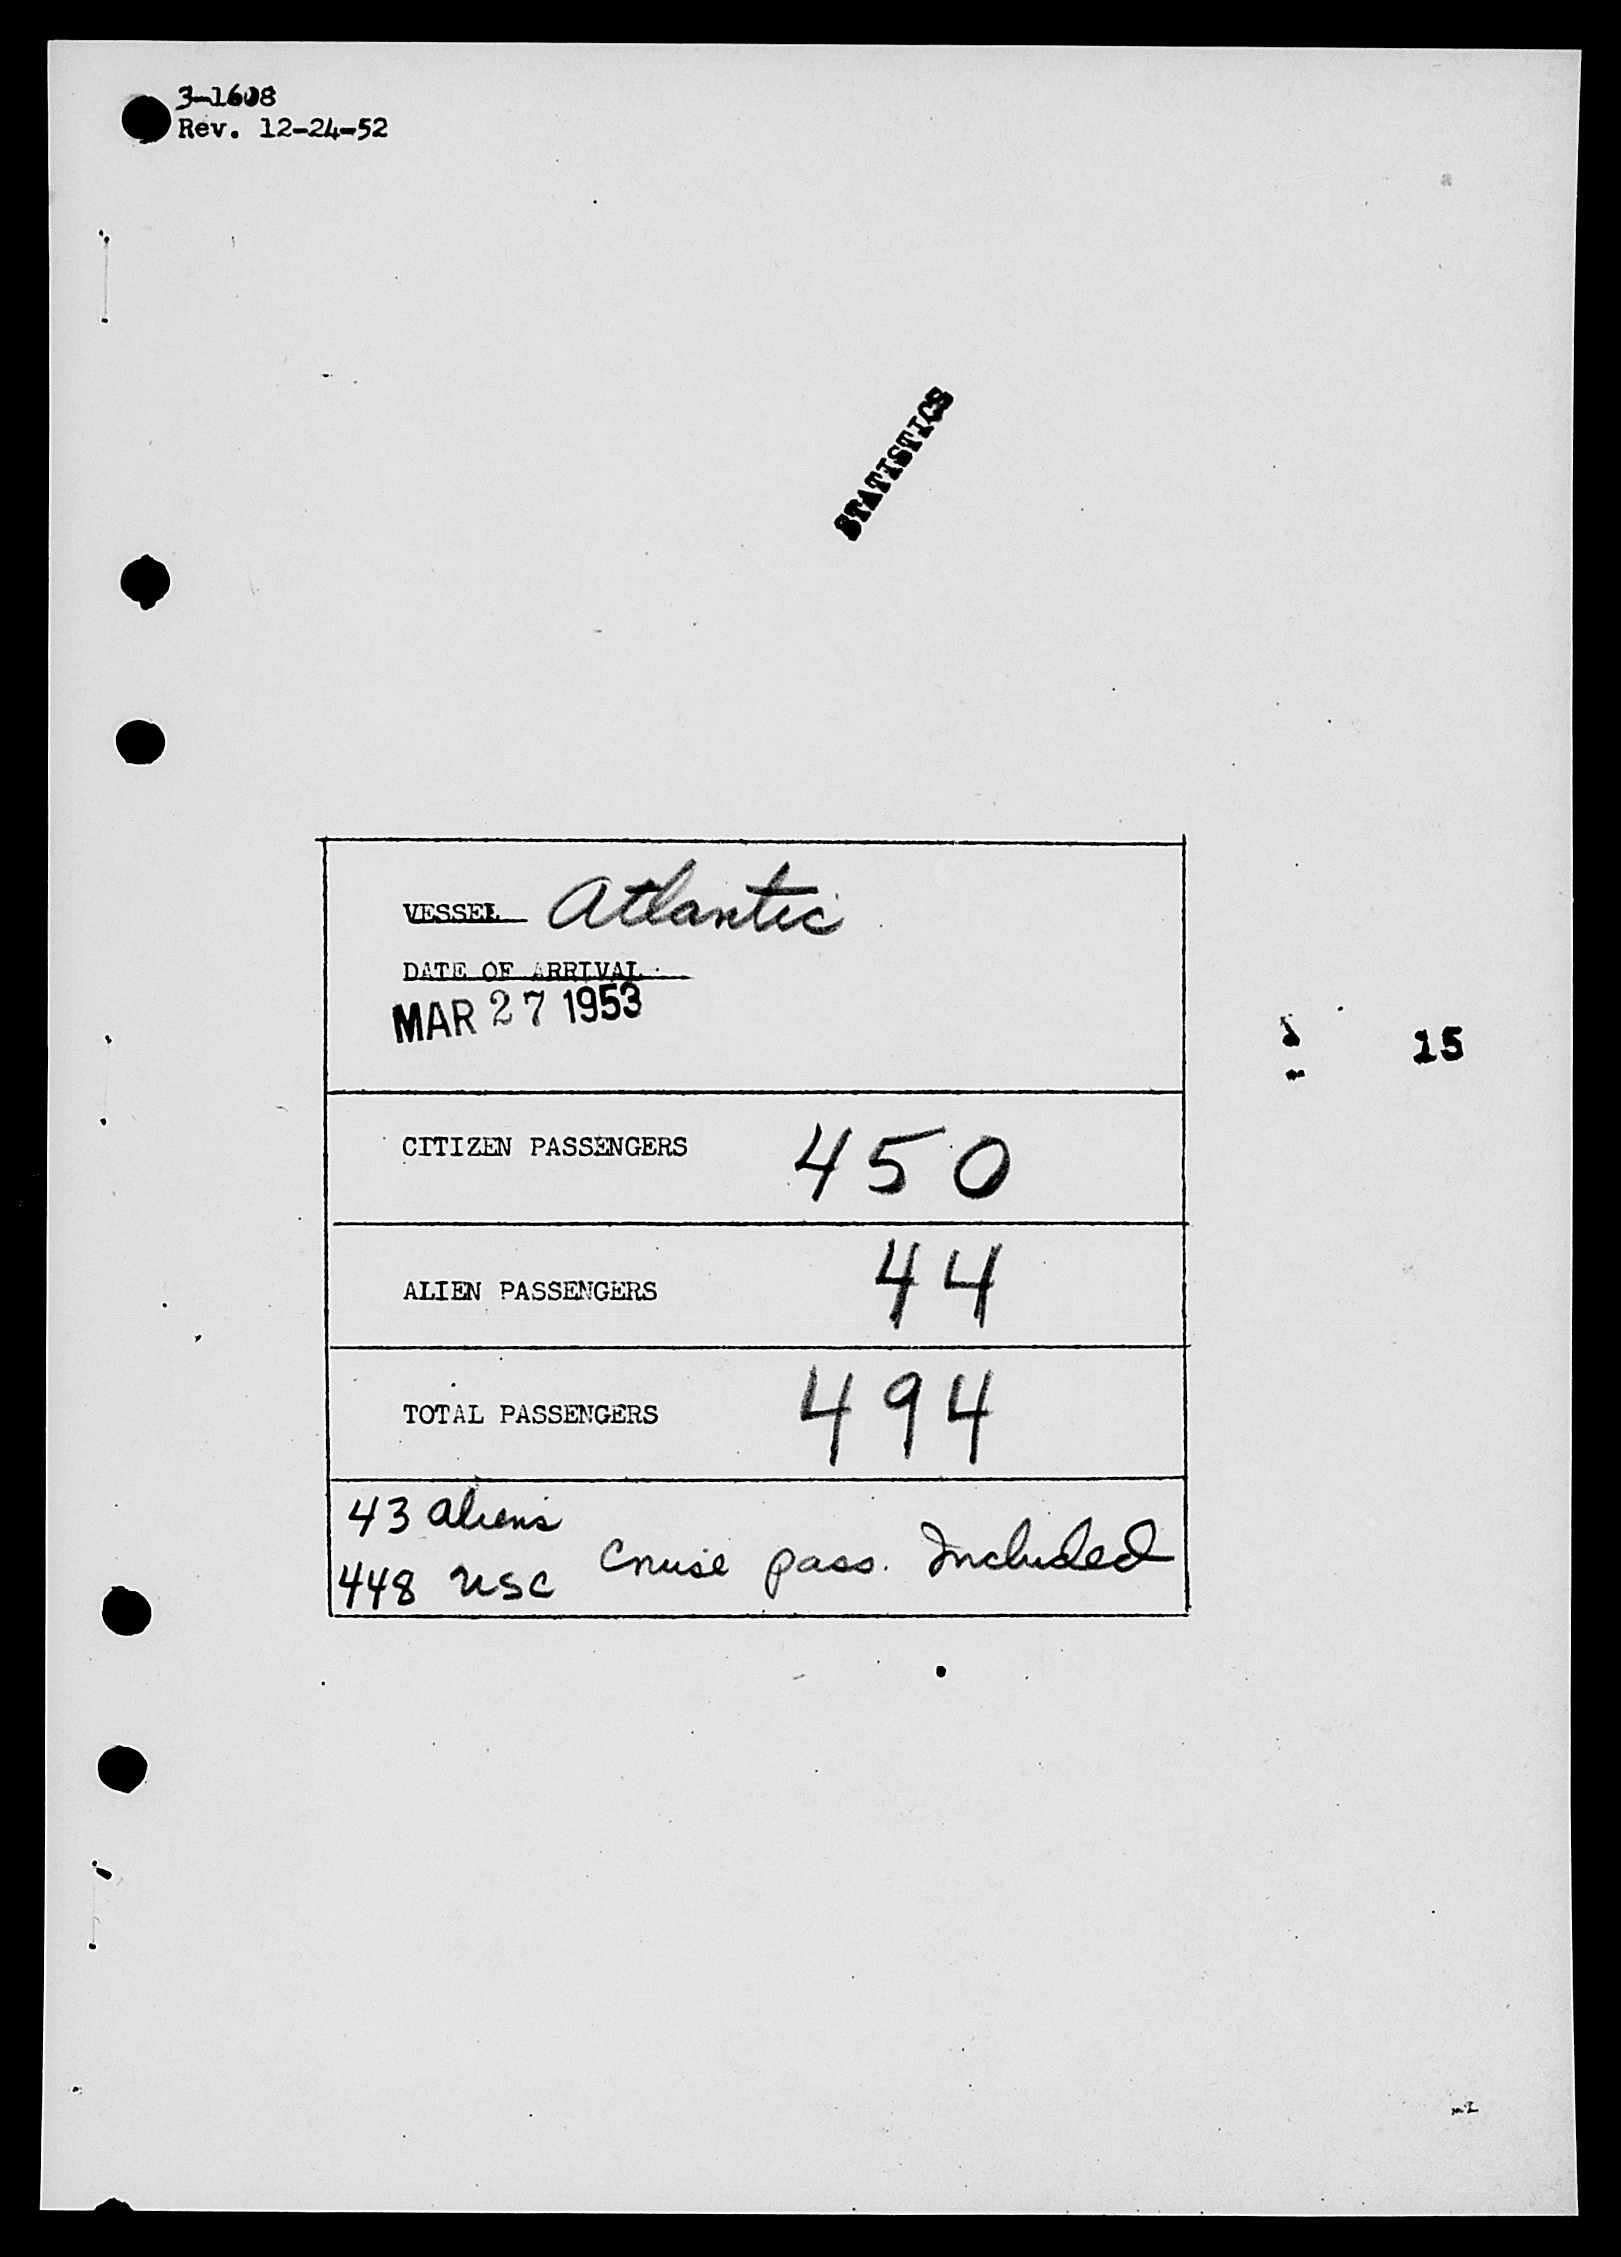 3-1608
Rev. 12-24-52
STATISTICS
VESSEL Atlantic
DATE OF ARRIVAL
MAR 27 1953
15
CITIZEN PASSENGERS 450
ALIEN PASSENGERS 44
TOTAL PASSENGERS 494
43 aliens
448 USC Cruise pass. Included